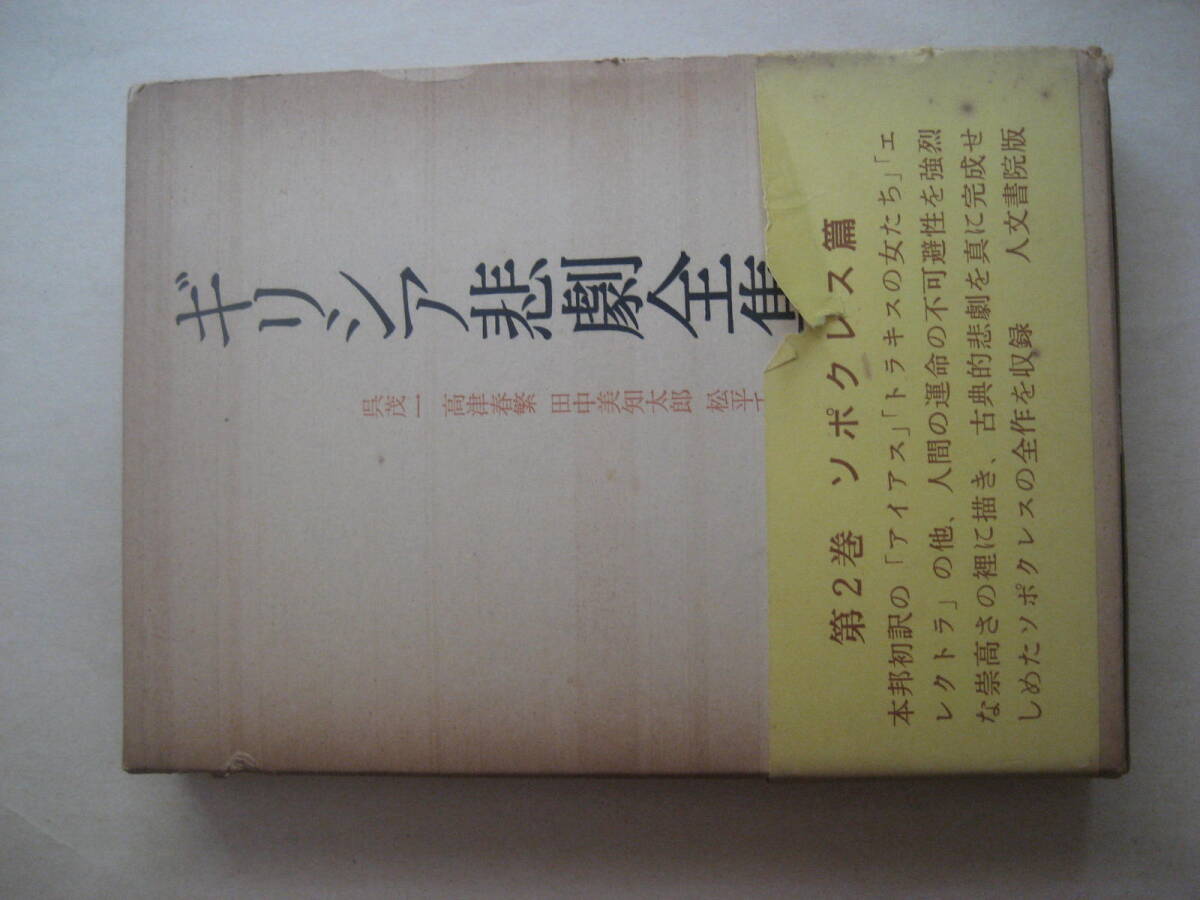 ギリシア悲劇全集
呉茂一 高津春繁 田中美知太郎 松平
第2巻 ソポクレス篇
本邦初訳の「アイアス」「トラキスの女たち」「エ
レクトラ」の他、人間の運命の不可避性を強烈
な崇高さの裡に描き、古典的悲劇を真に完成せ
しめたソポクレスの全作を収録 人文書院版